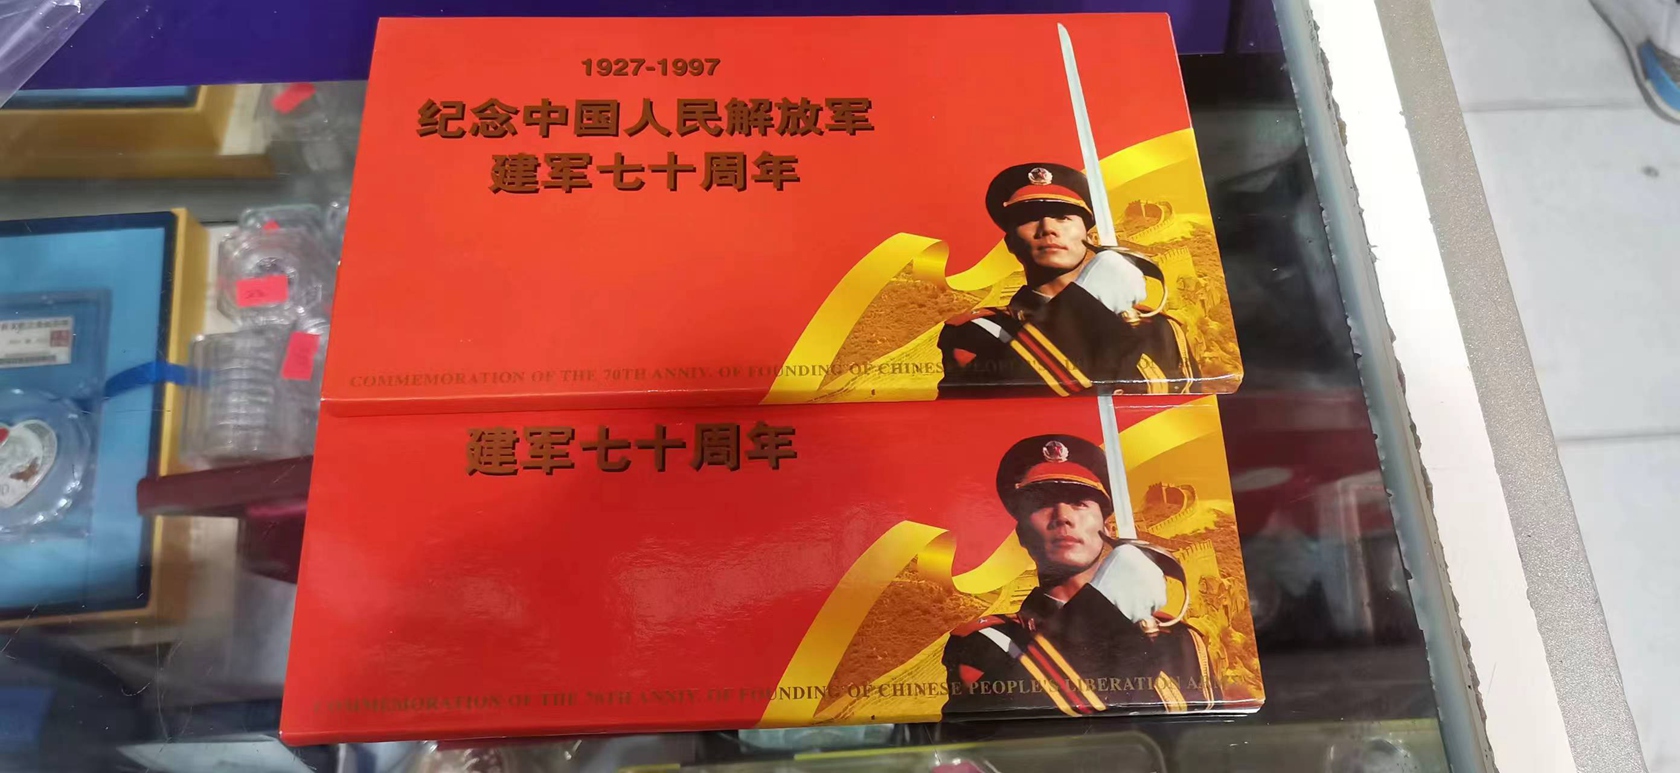 1927-1997
纪念中国人民解放军
建军七十周年
COMMEMORATION OF THE 70TH ANNIV. OF FOUNDING OF CHINESE PEOPLE'S
建军七十周年
COMMEMORATION OF THE 70TH ANNIV. OF FOUNDING OF CHINESE PEOPLE'S LIBERATION ARMY